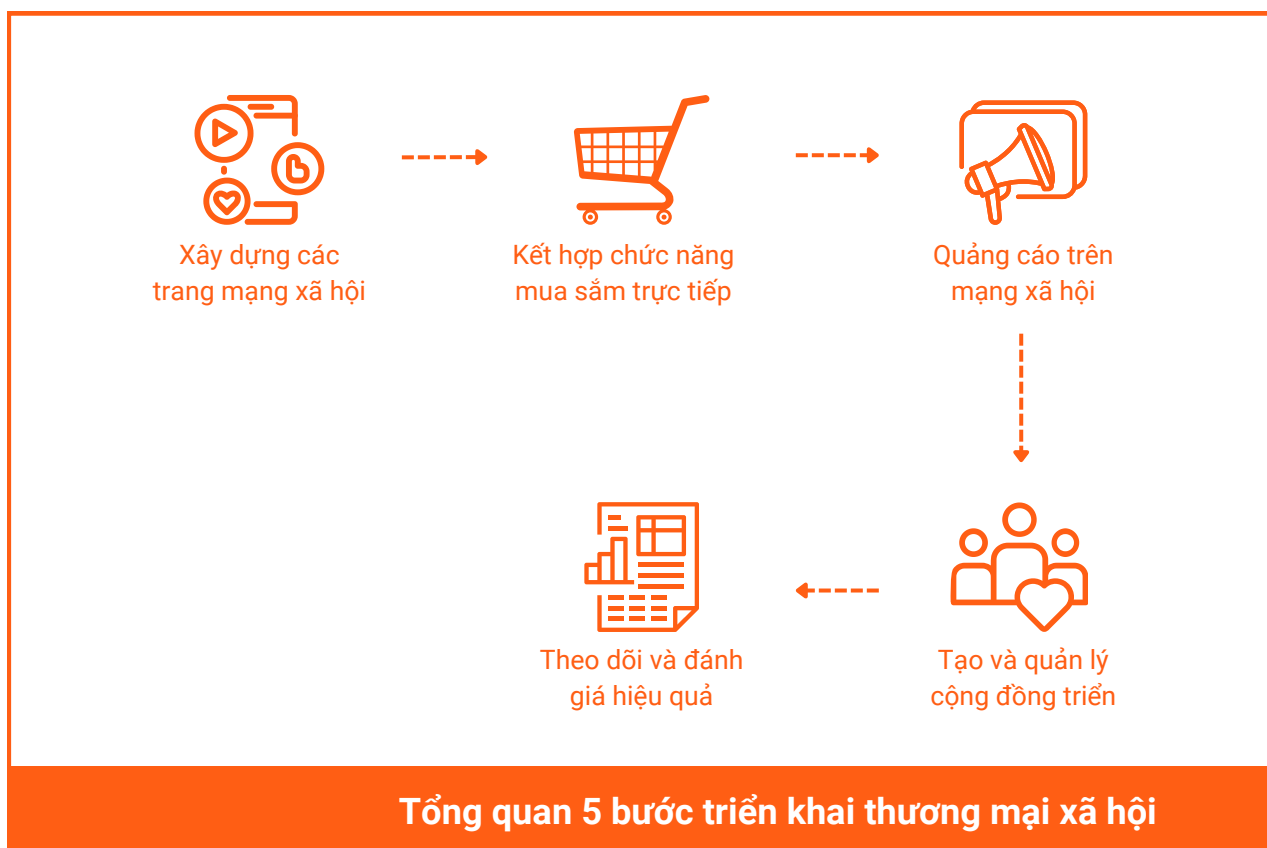 Xây dựng các
trang mạng xã hội
Kết hợp chức năng
mua sắm trực tiếp
Quảng cáo trên
mạng xã hội
Theo dõi và đánh
giá hiệu quả
Tạo và quản lý
cộng đồng triển
Tổng quan 5 bước triển khai thương mại xã hội